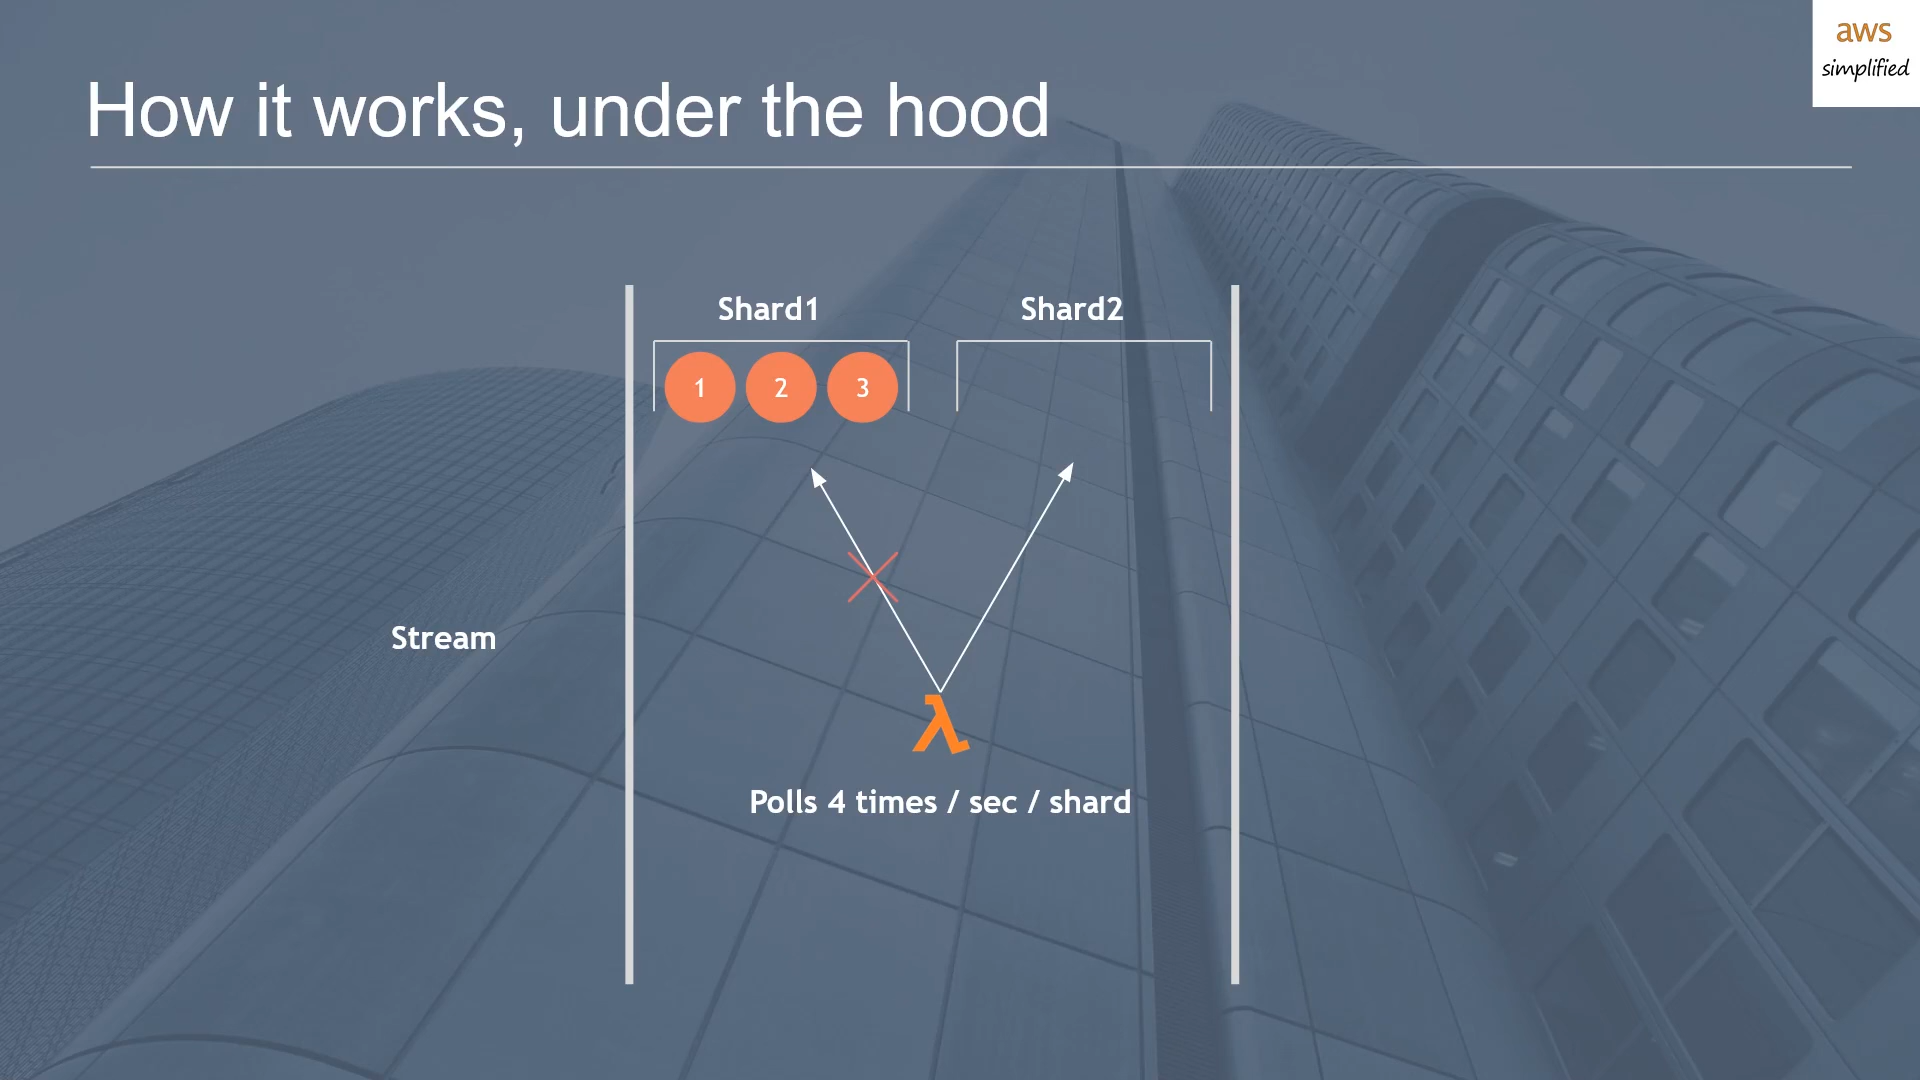 aws
simplified
How it works, under the hood
Shard1
Shard2
1 2 3
Stream
Polls 4 times / sec / shard